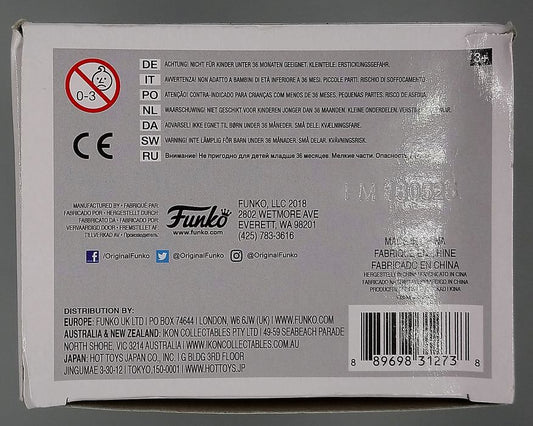 3+
0-3
DE ACHTUNG! NICHT FÜR KINDER UNTER 36 MONATEN GEEIGNET. KLEINTEILE. ERSTICKUNGSGEFAHR.
IT AVVERTENZA! NON ADATTO A BAMBINI DI ETÀ INFERIORE A 36 MESI. PICCOLE PARTI. RISCHIO DI SOFFOCAMENTO.
PT ATENÇÃO! CONTRA-INDICADO PARA CRIANÇAS COM MENOS DE 36 MESES. PEQUENAS PARTES. RISCO DE ASFIXIA
NL WAARSCHUWING! NIET GESCHIKT VOOR KINDEREN JONGER DAN 36 MAANDEN. KLEINE ONDERDELEN.
DA ADVARSEL! IKKE EGNET TIL BØRN UNDER 36 MÅNEDER. SMÅ DELE. KVÆLNINGSFARE.
SW VARNING! INTE LÄMPLIG FÖR BARN UNDER 36 MÅNADER. SMÅ DELAR. KVÄVNINGSRISK.
RU Внимание! Не пригодно для детей младше 36 месяцев. Мелкие части.
CE
MANUFACTURED BY • FABRIQUÉ PAR
FABRICADO POR • HERGESTELLT DURCH
FABBRICATO DA • FABRICADO POR
VERVAARDIGD DOOR • FREMSTILLET AF
TILLVERKAD AV • Производитель
Funko
www.funko.com
FUNKO, LLC 2018
2802 WETMORE AVE
EVERETT, WA 98201
(425) 783-3616
/OriginalFunko @OriginalFunko @OriginalFunko
MADE IN CHINA
FABRIQUÉ EN CHINE
FABRICADO EN CHINA
DISTRIBUTION BY:
EUROPE: FUNKO UK LTD | PO BOX 74644 | LONDON, W6 6JW (UK) | WWW.FUNKO.COM
AUSTRALIA & NEW ZEALAND: IKON COLLECTABLES PTY LTD | 49-59 SEABEACH PARADE
NORTH SHORE, VIC 3214 AUSTRALIA | WWW.IKONCOLLECTABLES.COM.AU
JAPAN: HOT TOYS JAPAN CO., INC. | G BLDG 3RD FLOOR
JINGUMAE 3-30-12 | TOKYO,150-0001 | WWW.HOTTOYS.JP
8 89698 31273 8